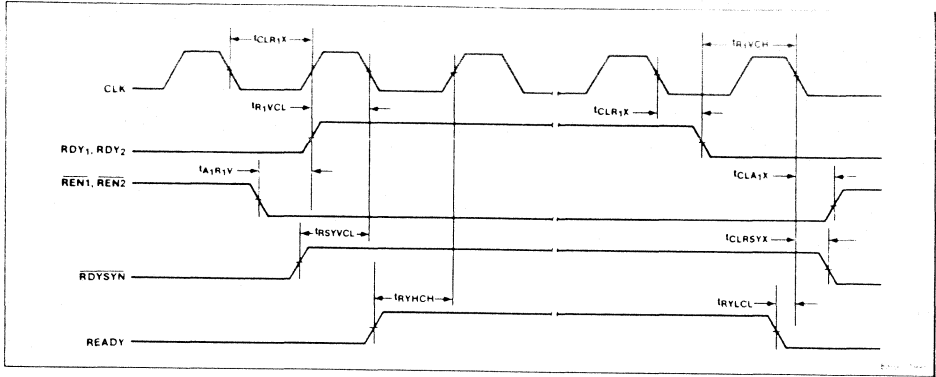 tCLR1X
tR1VCH
CLK
tR1VCL
tCLR1X
RDY1, RDY2
tA1R1V
tCLA1X
REN1, REN2
tRSYVCL
tCLRSYX
RDYSYN
tRYHCH
tRYLCL
READY